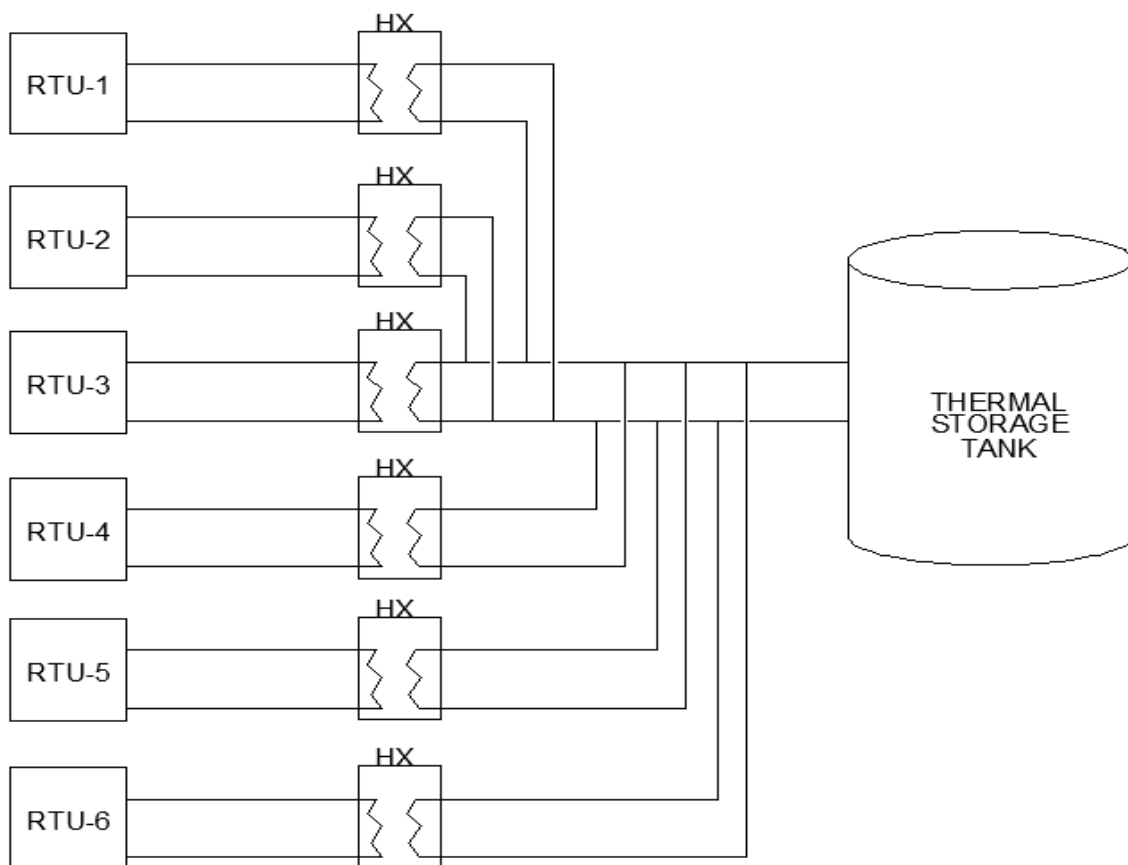 HX
RTU-1
HX
RTU-2
HX
RTU-3
THERMAL
STORAGE
TANK
HX
RTU-4
HX
RTU-5
HX
RTU-6